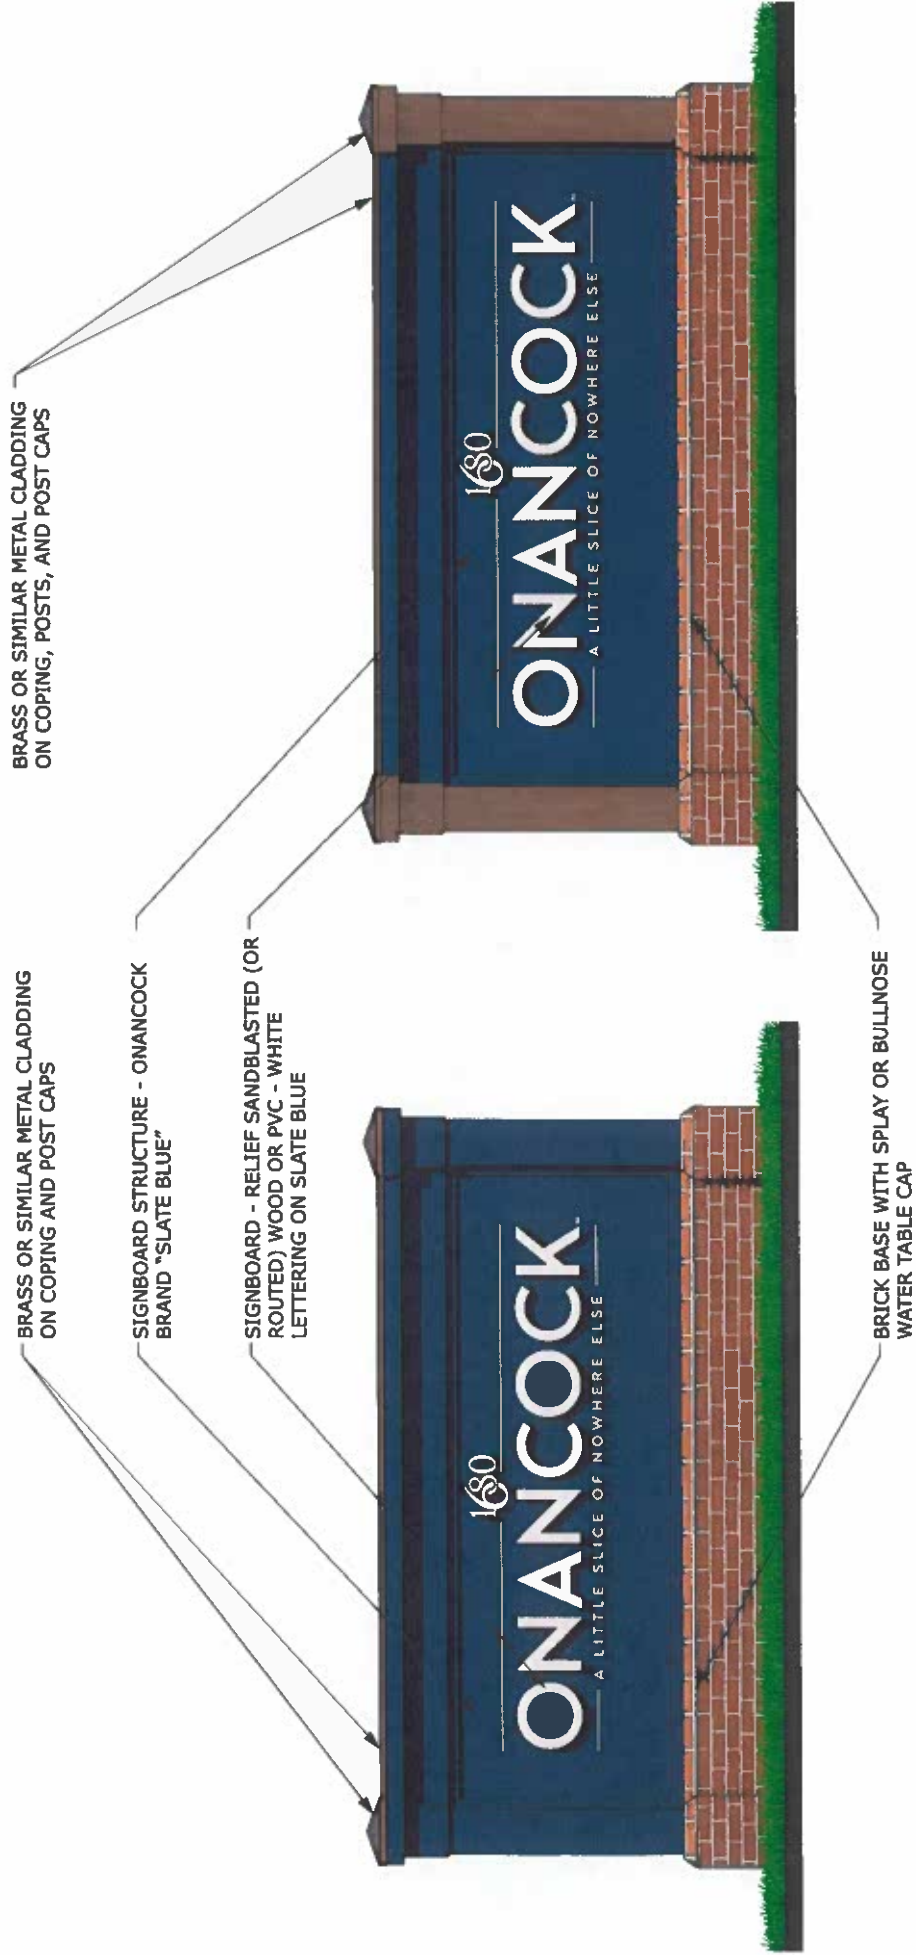 BRASS OR SIMILAR METAL CLADDING
ON COPING AND POST CAPS
BRASS OR SIMILAR METAL CLADDING
ON COPING, POSTS, AND POST CAPS
SIGNBOARD STRUCTURE - ONANCOCK
BRAND "SLATE BLUE"
SIGNBOARD - RELIEF SANDBLASTED (OR
ROUTED) WOOD OR PVC - WHITE
LETTERING ON SLATE BLUE
1680
ONANCOCK
A LITTLE SLICE OF NOWHERE ELSE
1680
ONANCOCK
A LITTLE SLICE OF NOWHERE ELSE
BRICK BASE WITH SPLAY OR BULLNOSE
WATER TABLE CAP